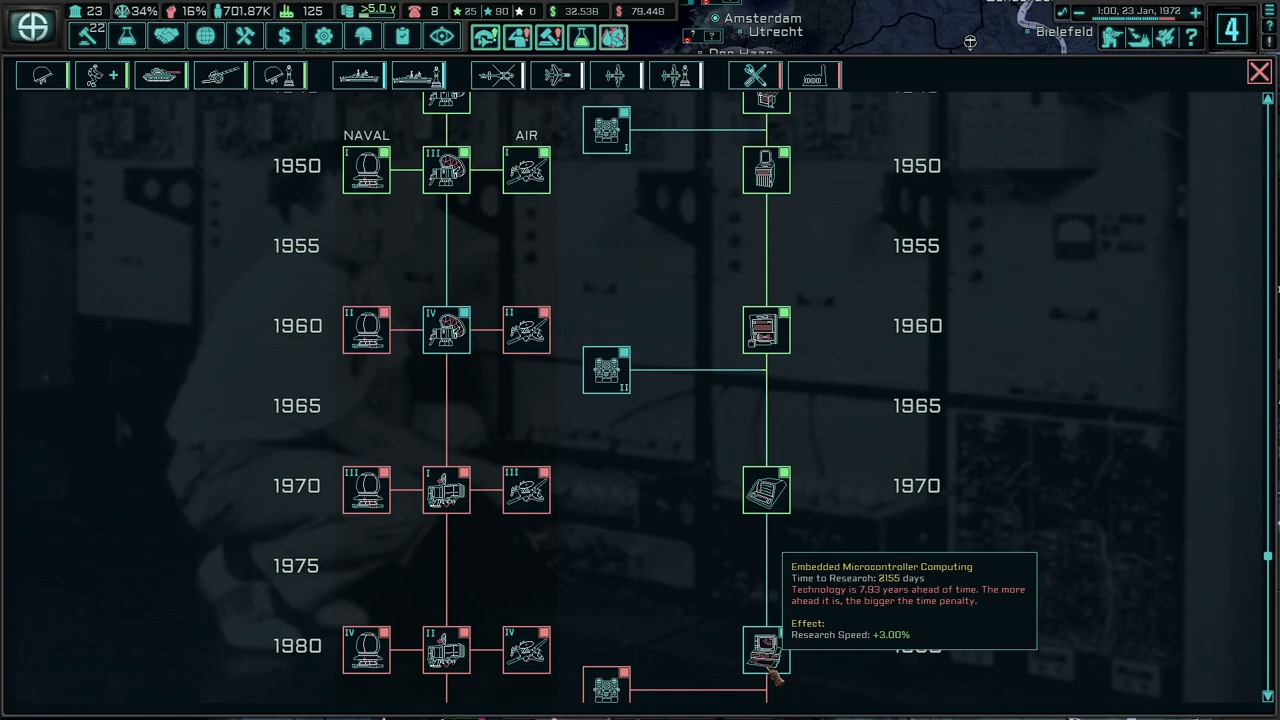 23 34% 16% 701.87K 125 >5.0 y 8 25 80 0 $ 32.53B $ 79.44B
Amsterdam
Utrecht
Bielefeld
1:00, 23 Jan, 1972
4
22
? ?
?
NAVAL AIR
I
1950 I III I 1950
1955 1955
1960 II IV II 1960
II
1965 1965
1970 III I III 1970
1975
Embedded Microcontroller Computing
Time to Research: 2155 days
Technology is 7.93 years ahead of time. The more
ahead it is, the bigger the time penalty.
Effect:
Research Speed: +3.00%
1980 IV II IV